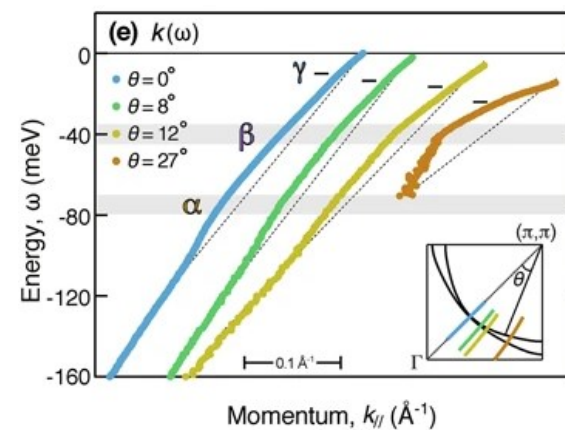 (e) k(ω)
θ = 0°
θ = 8°
θ = 12°
θ = 27°
γ
β
α
0
-40
-80
-120
-160
Energy, ω (meV)
0.1 Å⁻¹
(π,π)
θ
Γ
Momentum, k// (Å⁻¹)